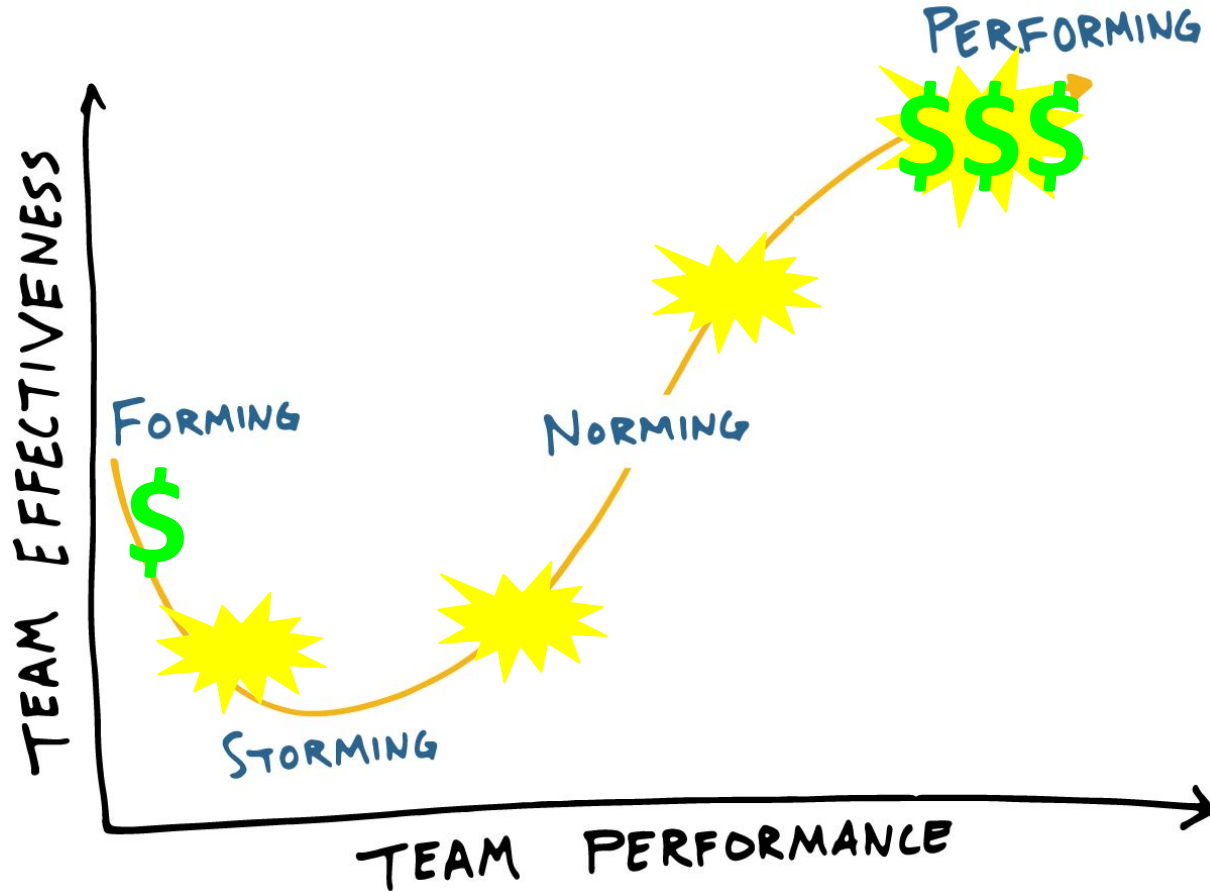 PERFORMING
$$$
TEAM EFFECTIVENESS
FORMING
NORMING
$
STORMING
TEAM PERFORMANCE